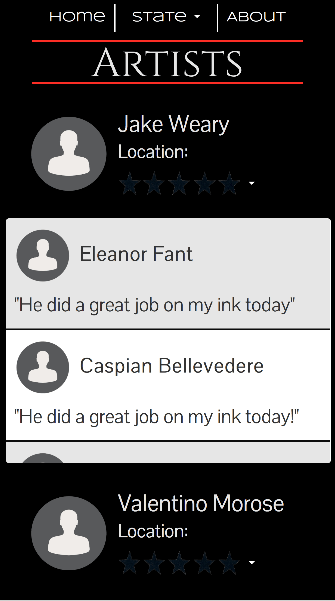 Home
State
About
Artists
Jake Weary
Location:
Eleanor Fant
"He did a great job on my ink today"
Caspian Bellevedere
"He did a great job on my ink today!"
Valentino Morose
Location: